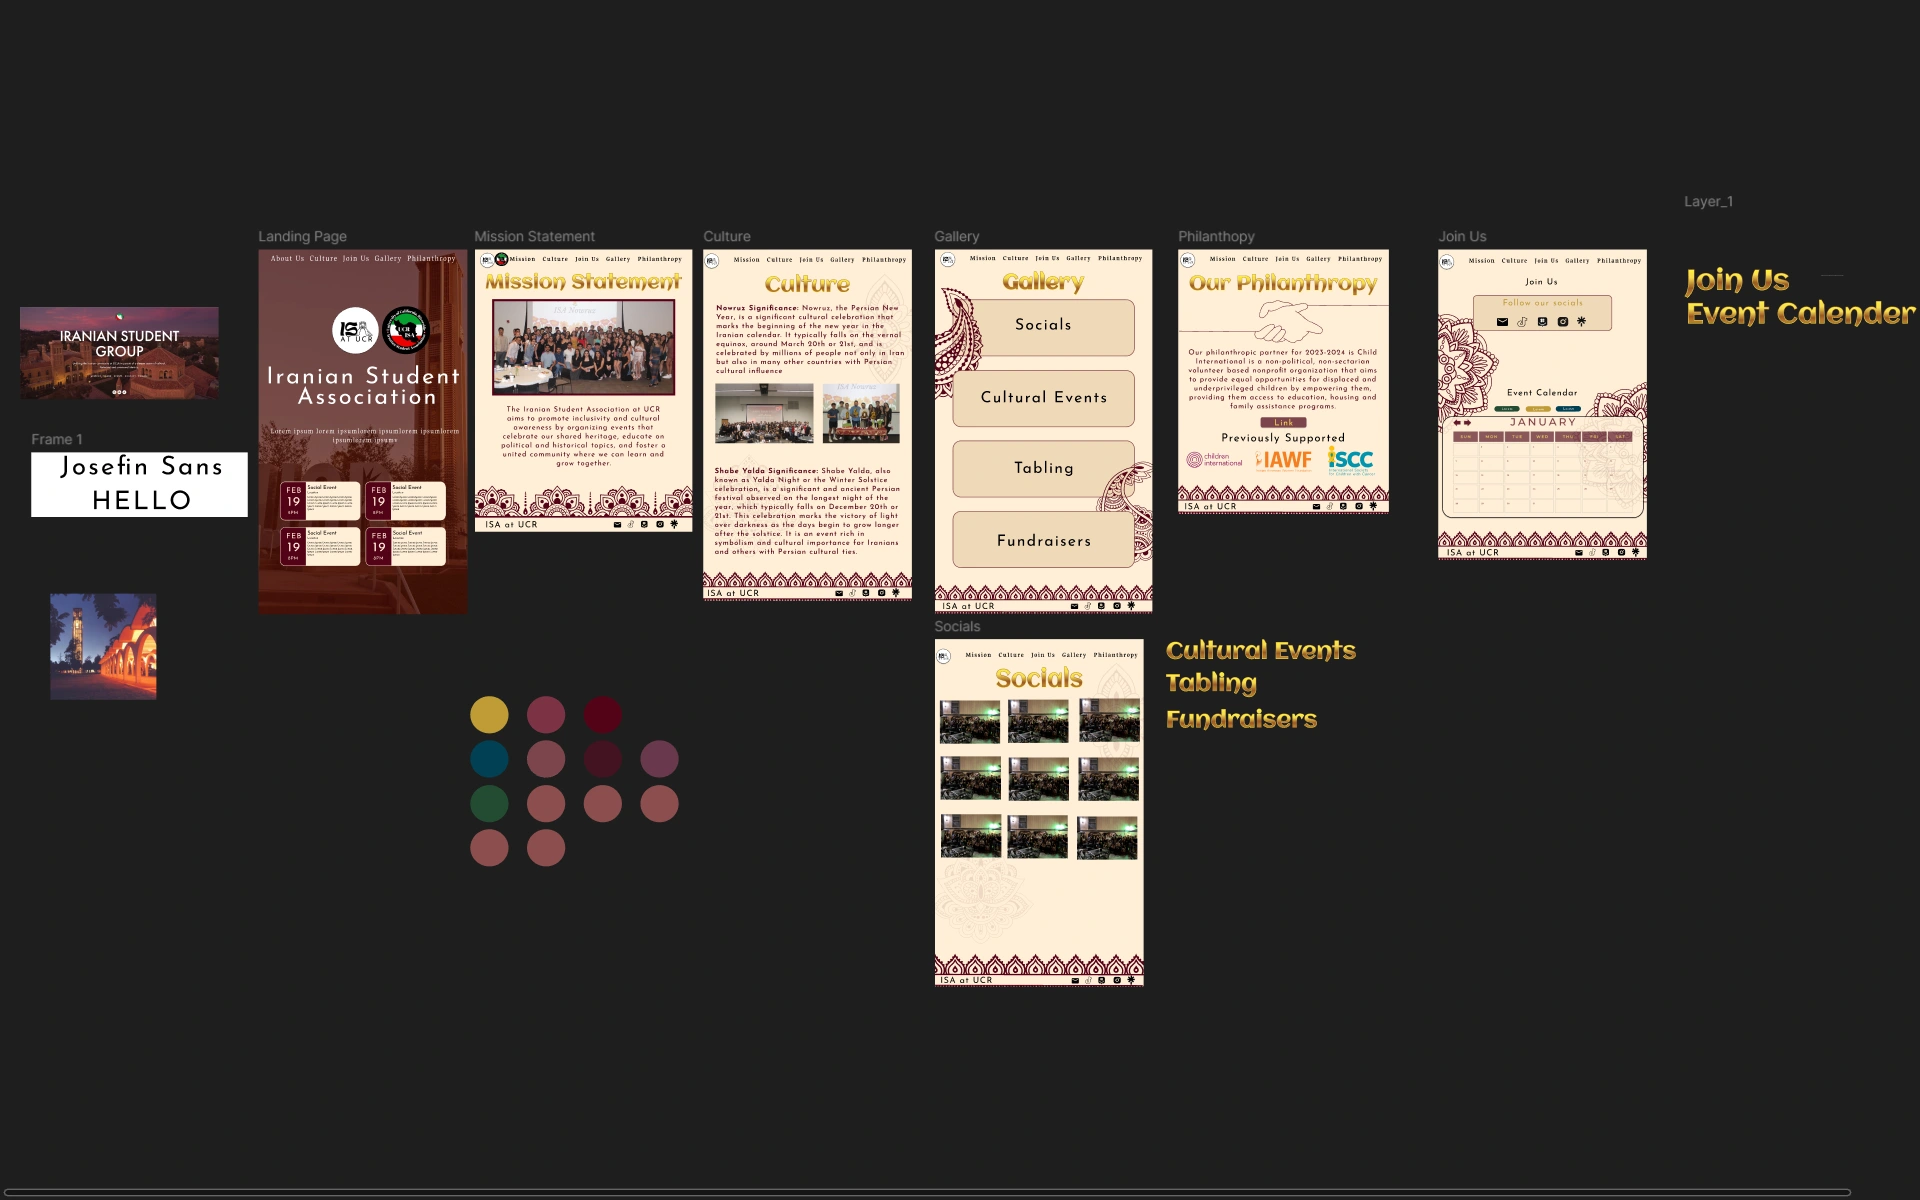 Layer_1
Join Us
Event Calender
IRANIAN STUDENT
GROUP
Frame 1
Josefin Sans
HELLO
Landing Page
About Us Culture Join Us Gallery Philanthropy
AT UCR
UCR
ISA
Iranian Student
Association
Lorem ipsum lorem ipsumlorem ipsumlorem ipsumlorem
ipsumlorem ipsums
FEB
19
8PM
Social Event
FEB
19
Social Event
FEB
19
8PM
Social Event
FEB
19
8PM
Social Event
Mission Statement
Mission Culture Join Us Gallery Philanthropy
Mission Statement
ISA Nowruz
The Iranian Student Association at UCR
aims to promote inclusivity and cultural
awareness by organizing events that
celebrate our shared heritage, educate on
political and historical topics, and foster a
united community where we can learn and
grow together.
ISA at UCR
Culture
Mission Culture Join Us Gallery Philanthropy
Culture
Nowruz Significance: Nowruz, the Persian New
Year, is a significant cultural celebration that
marks the beginning of the new year in the
Iranian calendar. It typically falls on the vernal
equinox, around March 20th or 21st, and is
celebrated by millions of people not only in Iran
but also in many other countries with Persian
cultural influence
ISA Nowruz
Shabe Yalda Significance: Shabe Yalda, also
known as Yalda Night or the Winter Solstice
celebration, is a significant and ancient Persian
festival observed on the longest night of the
year, which typically falls on December 20th or
21st. This celebration marks the victory of light
over darkness as the days begin to grow longer
after the solstice. It is an event rich in
symbolism and cultural importance for Iranians
and others with Persian cultural ties.
ISA at UCR
Gallery
Mission Culture Join Us Gallery Philanthropy
Gallery
Socials
Cultural Events
Tabling
Fundraisers
ISA at UCR
Philanthopy
Mission Culture Join Us Gallery Philanthropy
Our Philanthropy
Our philanthropic partner for 2023-2024 is Child
International is a non-political, non-sectarian
volunteer based nonprofit organization that aims
to provide equal opportunities for displaced and
underprivileged children by empowering them,
providing them access to education, housing and
family assistance programs.
Link
Previously Supported
children
international
IAWF
iSCC
ISA at UCR
Join Us
Mission Culture Join Us Gallery Philanthropy
Join Us
Follow our socials
Event Calendar
JANUARY
SUN MON TUE WED THU FRI SAT
ISA at UCR
Socials
Mission Culture Join Us Gallery Philanthropy
Socials
ISA at UCR
Cultural Events
Tabling
Fundraisers